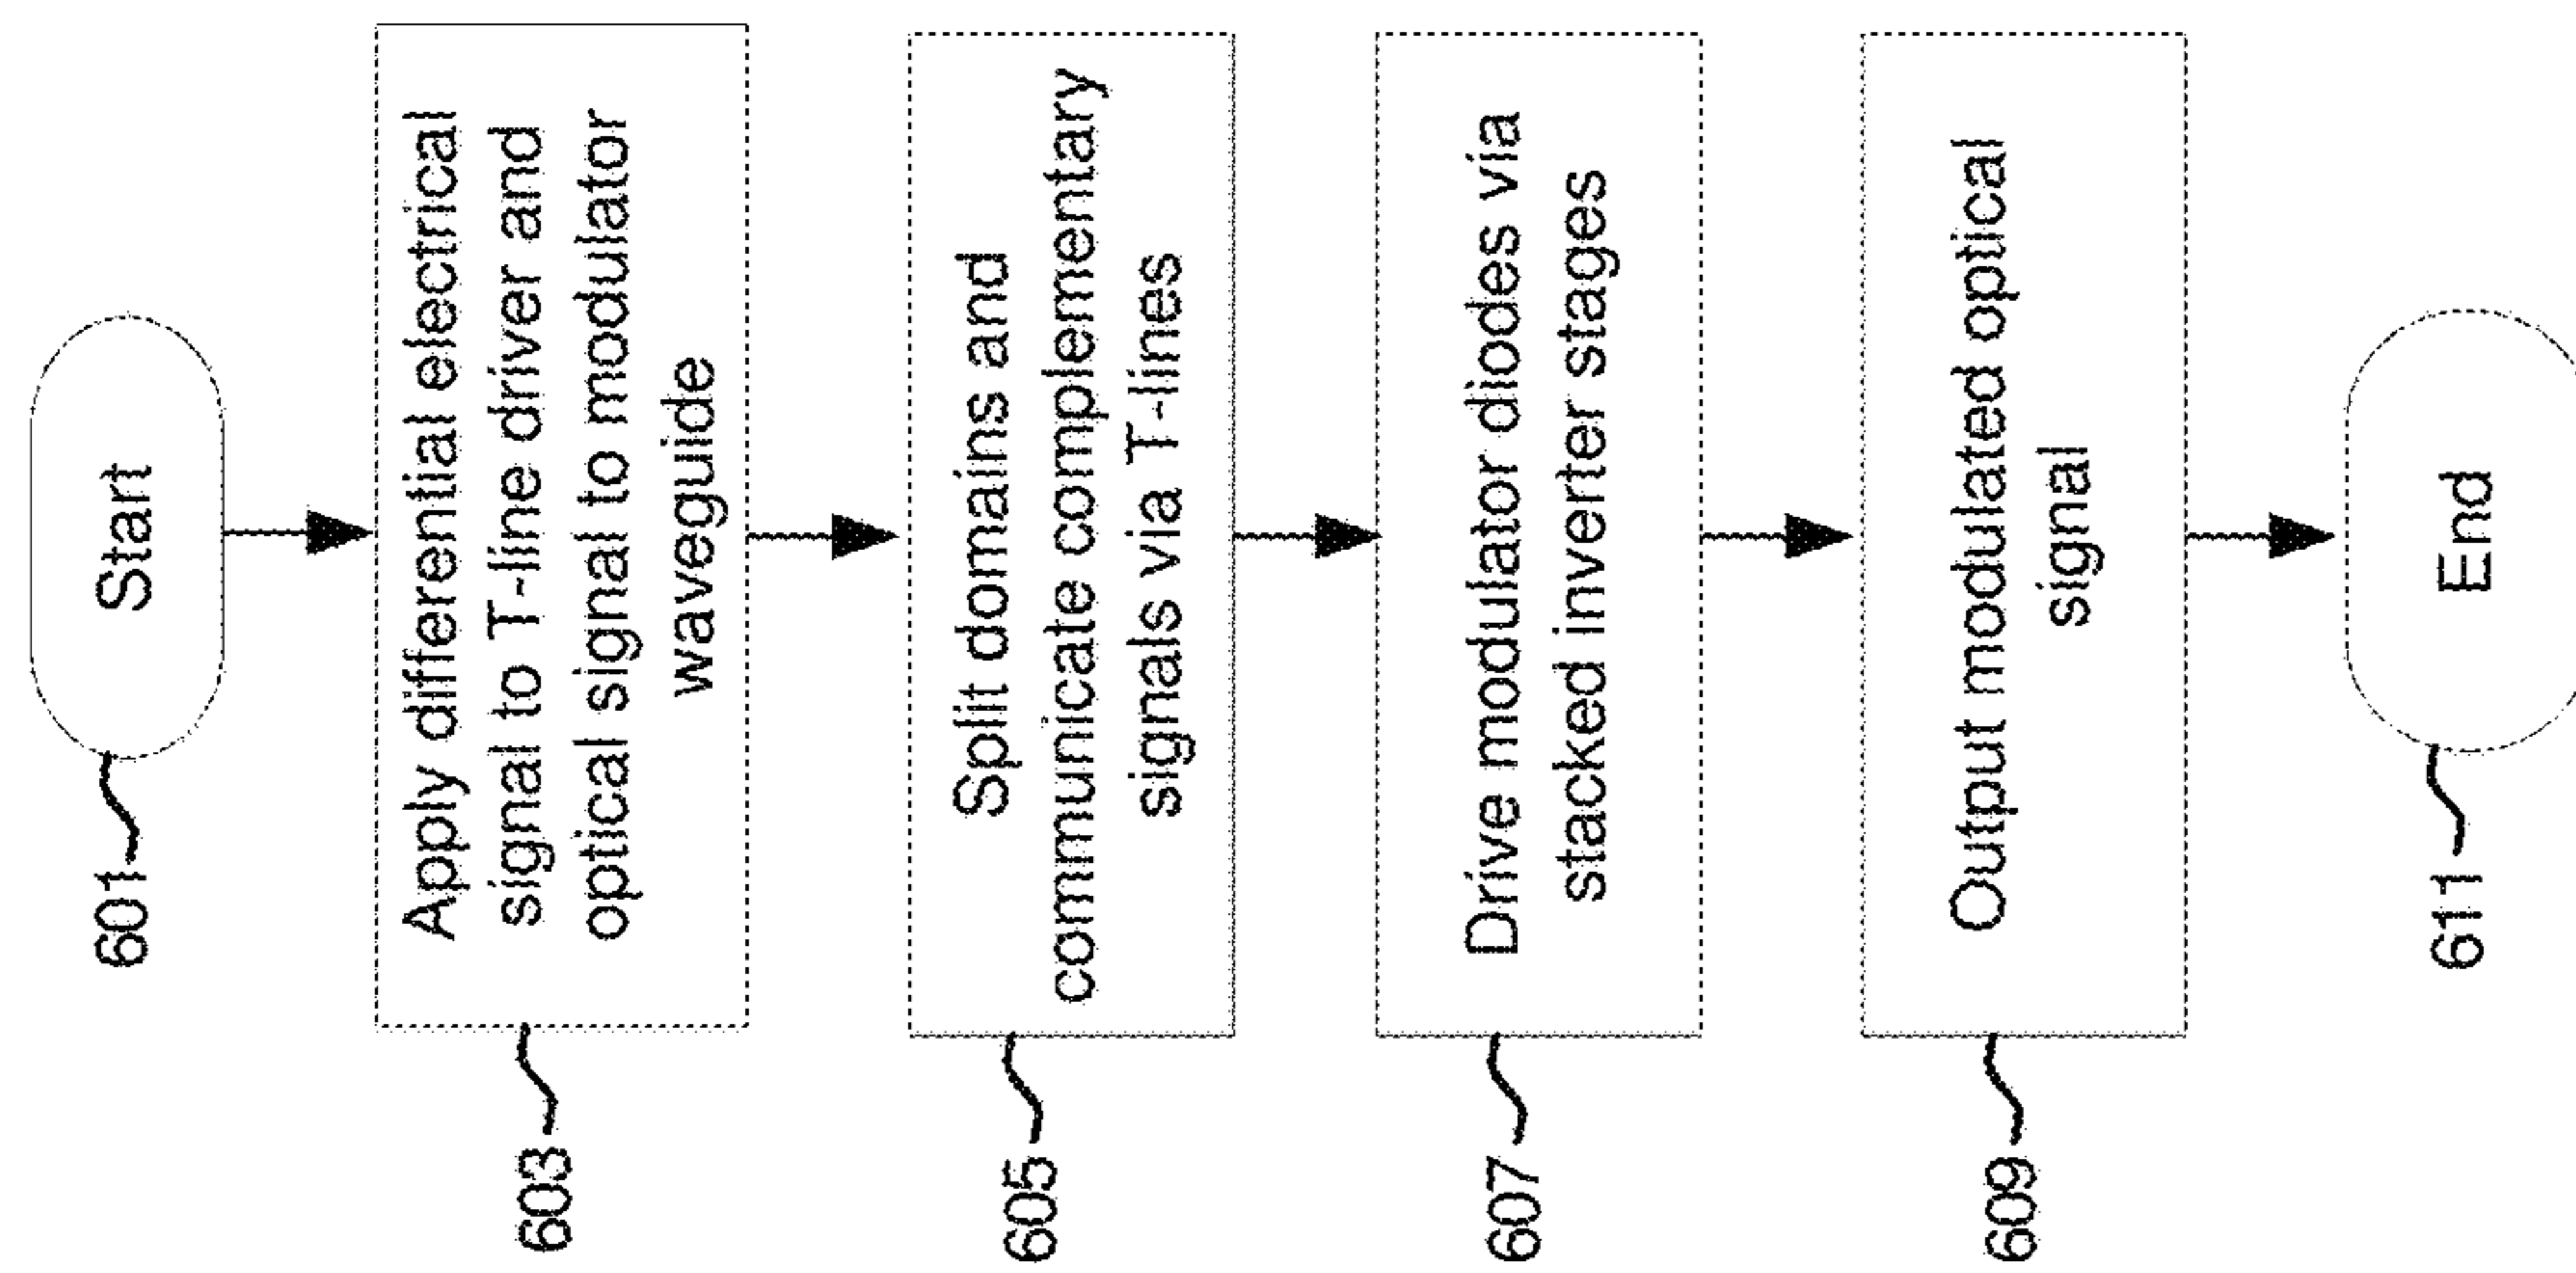 601
Start
603
Apply differential electrical
signal to T-line driver and
optical signal to modulator
waveguide
605
Split domains and
communicate complementary
signals via T-lines
607
Drive modulator diodes via
stacked inverter stages
609
Output modulated optical
signal
611
End